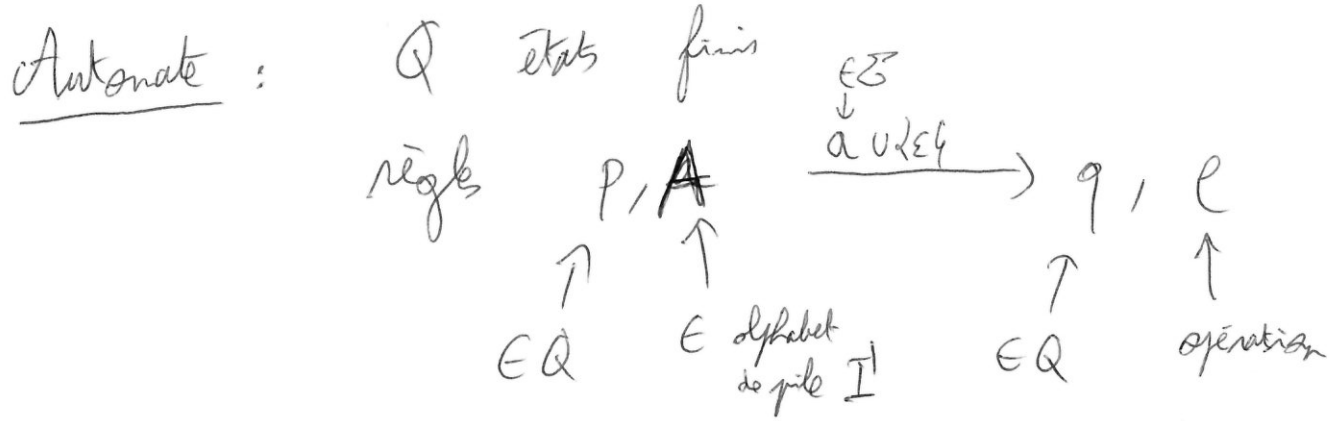 Automate : Q états finis
∈Σ
↓
règles p, A a ∪ {ε} ⟶ q, ℓ
↑ ↑ ↑ ↑
∈Q ∈ alphabet ∈Q opération
de pile Γ